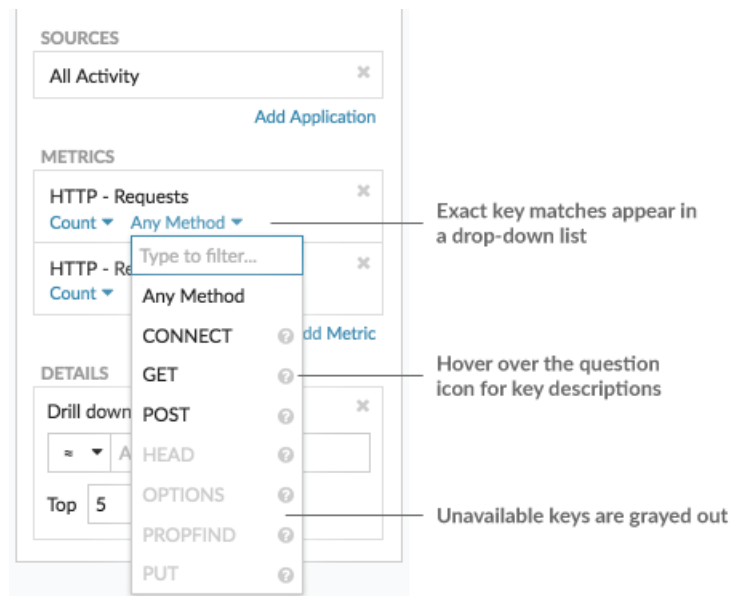 SOURCES
All Activity
Add Application
METRICS
HTTP - Requests
Count Any Method
Exact key matches appear in
a drop-down list
Type to filter...
HTTP - Re
Count
Any Method
CONNECT
dd Metric
DETAILS
GET
Hover over the question
icon for key descriptions
Drill down
POST
≈ A
HEAD
Top 5
OPTIONS
Unavailable keys are grayed out
PROPFIND
PUT